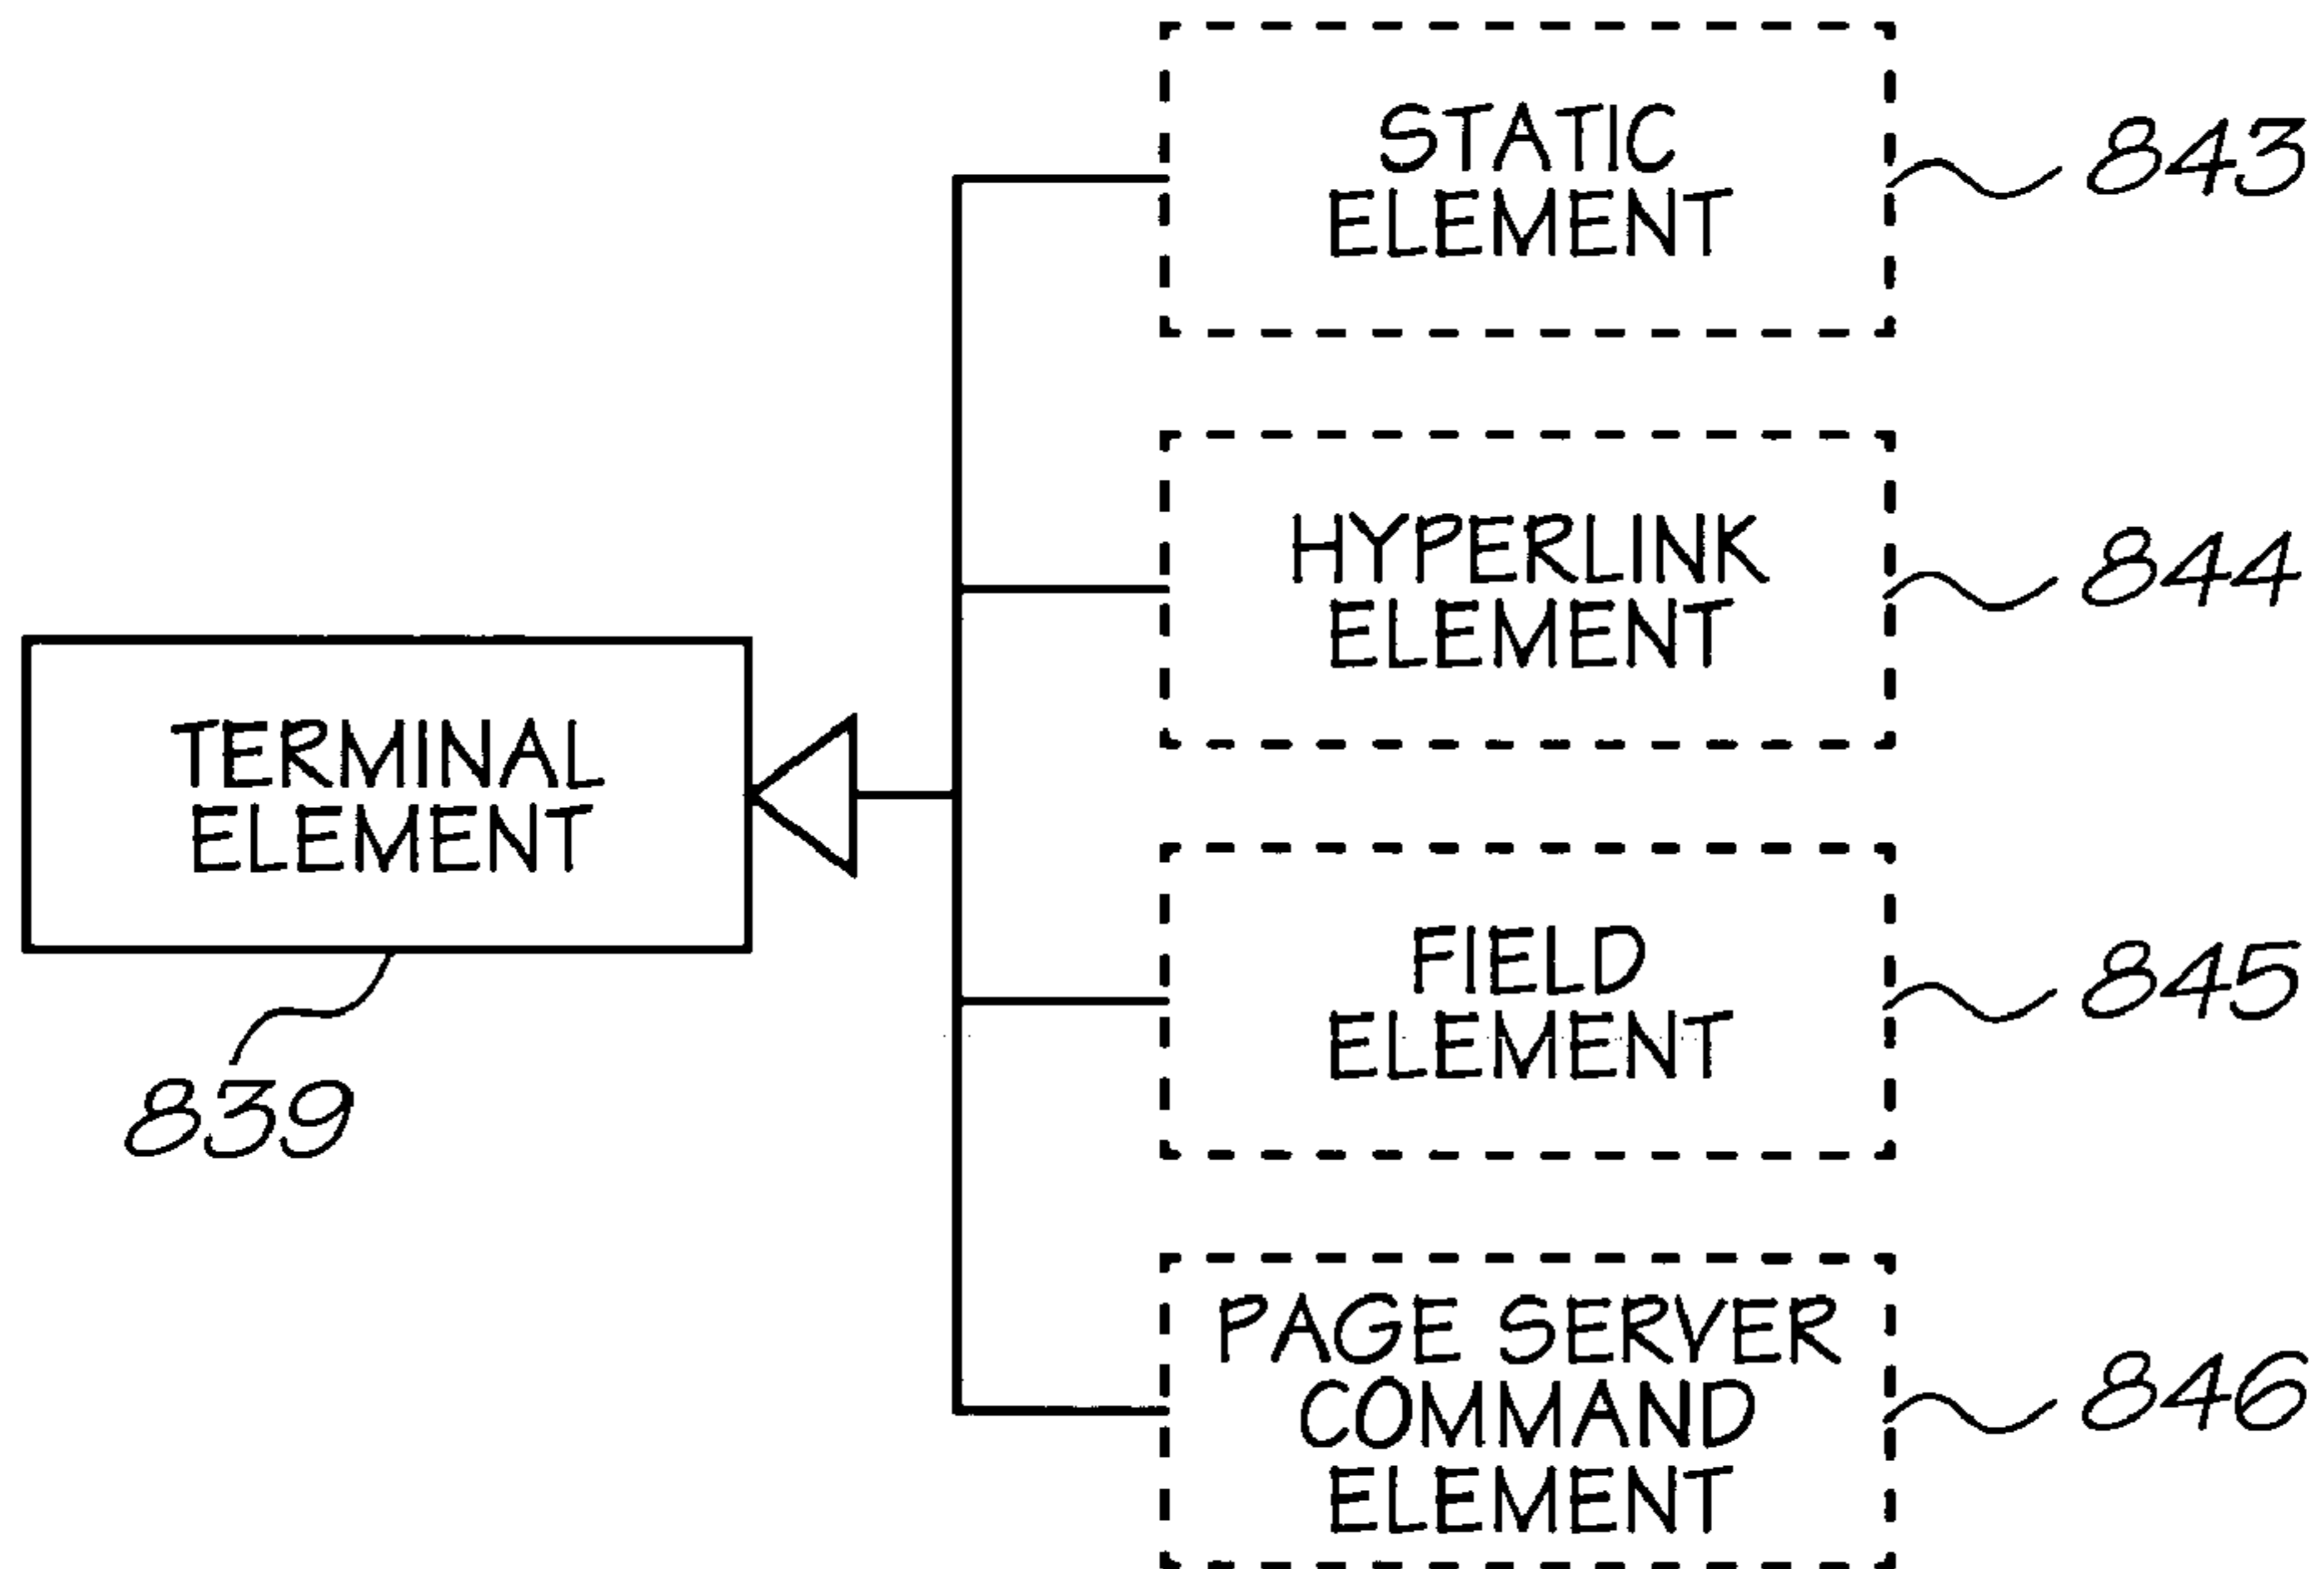 STATIC
ELEMENT
843
HYPERLINK
ELEMENT
844
TERMINAL
ELEMENT
839
FIELD
ELEMENT
845
PAGE SERVER
COMMAND
ELEMENT
846